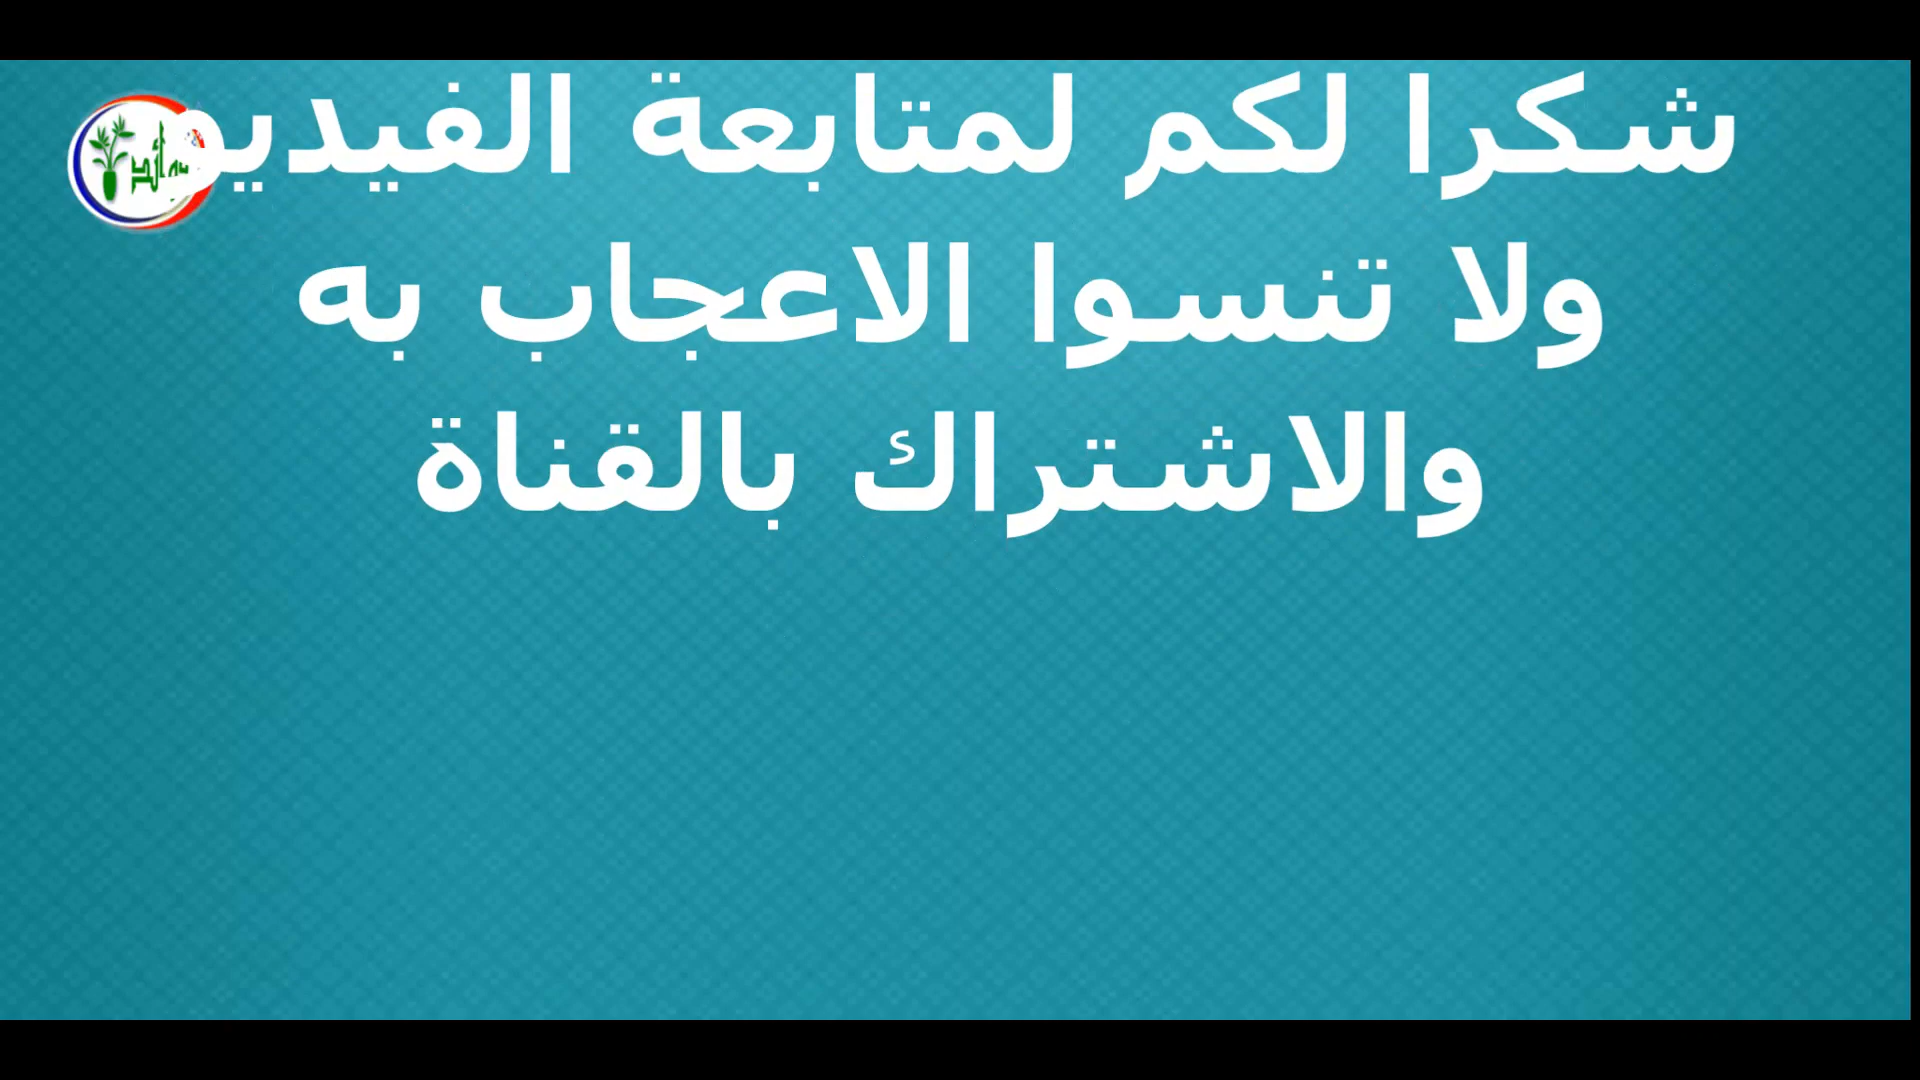 شكرا لكم لمتابعة الفيديو
ولا تنسوا الاعجاب به
والاشتراك بالقناة